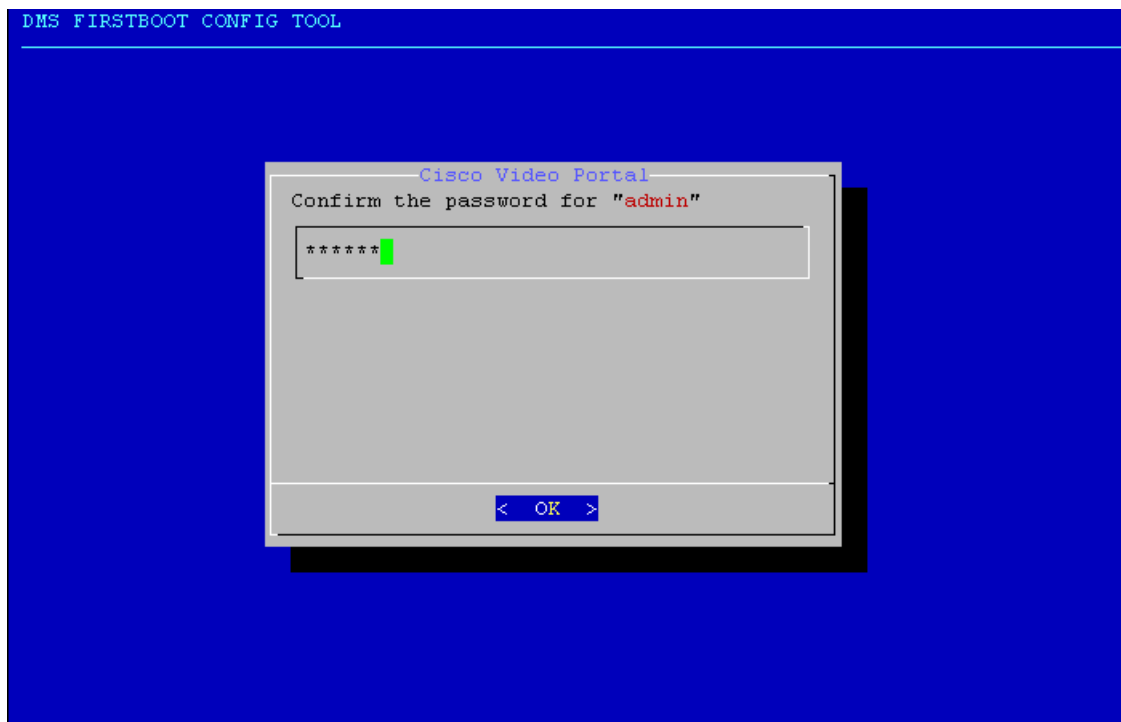 DMS FIRSTBOOT CONFIG TOOL
Cisco Video Portal
Confirm the password for "admin"
******
< OK >